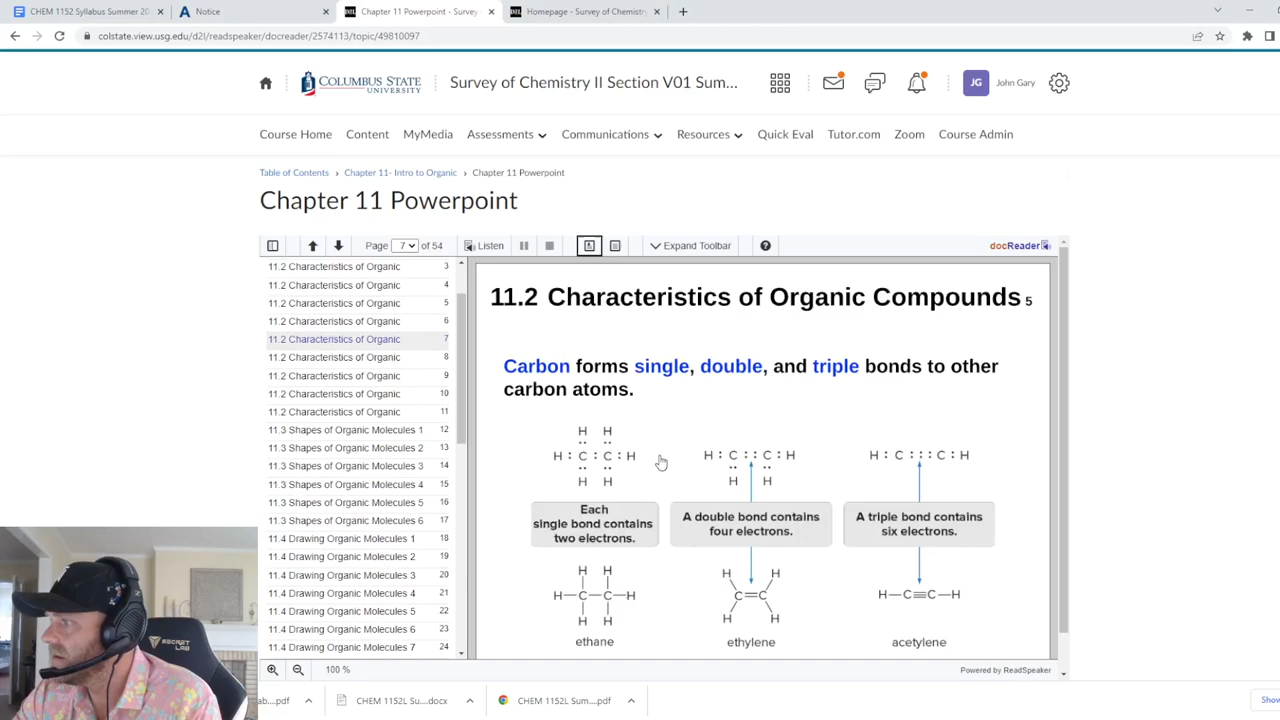 CHEM 1152 Syllabus Summer 20
Notice
Chapter 11 Powerpoint - Survey
Homepage - Survey of Chemistr
colstate.view.usg.edu/d2l/readspeaker/docreader/2574113/topic/49810097
COLUMBUS STATE
UNIVERSITY
Survey of Chemistry II Section V01 Sum...
JG
John Gary
Course Home
Content
MyMedia
Assessments
Communications
Resources
Quick Eval
Tutor.com
Zoom
Course Admin
Table of Contents › Chapter 11- Intro to Organic › Chapter 11 Powerpoint
Chapter 11 Powerpoint
Page 7 of 54
Listen
Expand Toolbar
docReader
11.2 Characteristics of Organic 3
11.2 Characteristics of Organic 4
11.2 Characteristics of Organic 5
11.2 Characteristics of Organic 6
11.2 Characteristics of Organic 7
11.2 Characteristics of Organic 8
11.2 Characteristics of Organic 9
11.2 Characteristics of Organic 10
11.2 Characteristics of Organic 11
11.3 Shapes of Organic Molecules 1 12
11.3 Shapes of Organic Molecules 2 13
11.3 Shapes of Organic Molecules 3 14
11.3 Shapes of Organic Molecules 4 15
11.3 Shapes of Organic Molecules 5 16
11.3 Shapes of Organic Molecules 6 17
11.4 Drawing Organic Molecules 1 18
11.4 Drawing Organic Molecules 2 19
11.4 Drawing Organic Molecules 3 20
11.4 Drawing Organic Molecules 4 21
11.4 Drawing Organic Molecules 5 22
11.4 Drawing Organic Molecules 6 23
11.4 Drawing Organic Molecules 7 24
11.2 Characteristics of Organic Compounds 5
Carbon forms single, double, and triple bonds to other
carbon atoms.
H H
H : C : C : H
H H
H : C :: C : H
H H
H : C ::: C : H
Each
single bond contains
two electrons.
A double bond contains
four electrons.
A triple bond contains
six electrons.
H H
H—C—C—H
H H
ethane
H H
C=C
H H
ethylene
H—C≡C—H
acetylene
100 %
Powered by ReadSpeaker
SECRET
LAB
ab....pdf
CHEM 1152L Sum....docx
CHEM 1152L Sum....pdf
Show